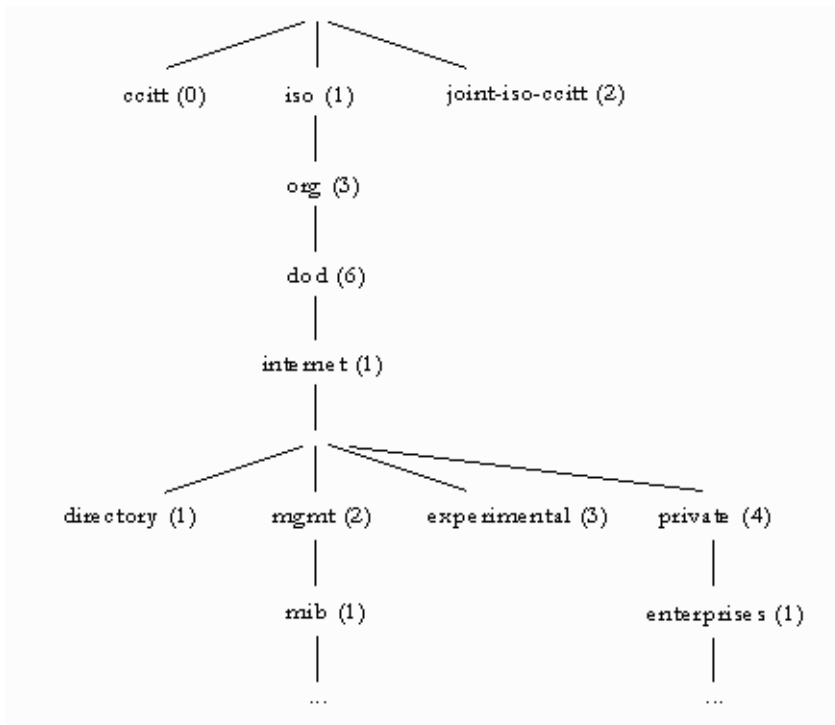 ccitt (0) iso (1) joint-iso-ccitt (2)
org (3)
dod (6)
internet (1)
directory (1) mgmt (2) experimental (3) private (4)
mib (1) enterprises (1)
... ...